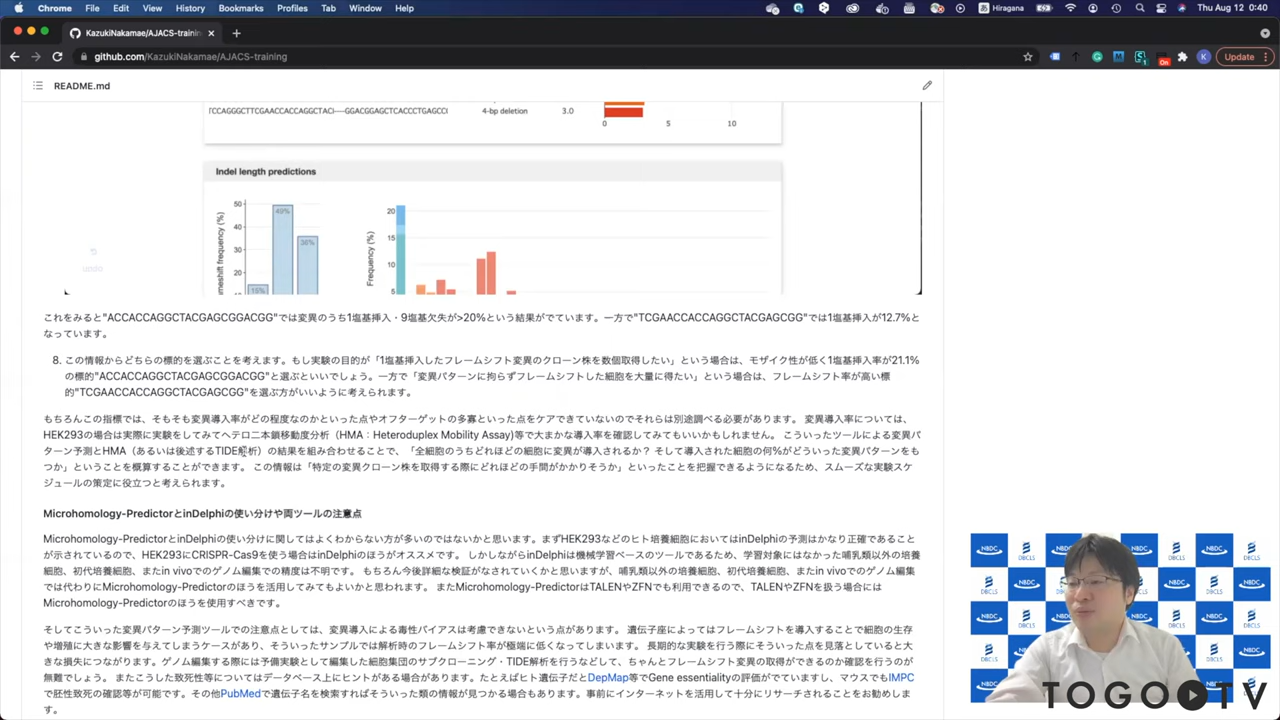 Chrome File Edit View History Bookmarks Profiles Tab Window Help Hiragana Thu Aug 12 0:40
KazukiNakamae/AJACS-trainin
github.com/KazukiNakamae/AJACS-training
Update
README.md
TCCAGGGCTTCGAACCACCAGGCTACI----GGACGGAGCTCACCCTGAGCC 4-bp deletion 3.0
0 5 10
Indel length predictions
50
40
30
20
49%
36%
15%
20
15
10
5
Frequency (%)
undo
これをみると"ACCACCAGGCTACGAGCGGACGG"では変異のうち1塩基挿入・9塩基欠失が>20%という結果がでています。一方で"TCGAACCACCAGGCTACGAGCGG"では1塩基挿入が12.7%と
なっています。
8. この情報からどちらの標的を選ぶことを考えます。もし実験の目的が「1塩基挿入したフレームシフト変異のクローン株を数個取得したい」という場合は、モザイク性が低く1塩基挿入率が21.1%
の標的"ACCACCAGGCTACGAGCGGACGG"と選ぶといいでしょう。一方で「変異パターンに拘らずフレームシフトした細胞を大量に得たい」という場合は、フレームシフト率が高い標
的"TCGAACCACCAGGCTACGAGCGG"を選ぶ方がいいように考えられます。
もちろんこの指標では、そもそも変異導入率がどの程度なのかといった点やオフターゲットの多寡といった点をケアできていないのでそれらは別途調べる必要があります。 変異導入率については、
HEK293の場合は実際に実験をしてみてヘテロ二本鎖移動度分析（HMA：Heteroduplex Mobility Assay)等で大まかな導入率を確認してみてもいいかもしれません。 こういったツールによる変異パ
ターン予測とHMA（あるいは後述するTIDE解析）の結果を組み合わせることで、「全細胞のうちどれほどの細胞に変異が導入されるか？ そして導入された細胞の何%がどういった変異パターンをも
つか」ということを概算することができます。 この情報は「特定の変異クローン株を取得する際にどれほどの手間がかかりそうか」といったことを把握できるようになるため、スムーズな実験スケ
ジュールの策定に役立つと考えられます。
Microhomology-PredictorとinDelphiの使い分けや両ツールの注意点
Microhomology-PredictorとinDelphiの使い分けに関してはよくわからない方が多いのではないかと思います。まずHEK293などのヒト培養細胞においてはinDelphiの予測はかなり正確であること
が示されているので、HEK293にCRISPR-Cas9を使う場合はinDelphiのほうがオススメです。 しかしながらinDelphiは機械学習ベースのツールであるため、学習対象にはなかった哺乳類以外の培養
細胞、初代培養細胞、またin vivoでのゲノム編集での精度は不明です。 もちろん今後詳細な検証がなされていくかと思いますが、哺乳類以外の培養細胞、初代培養細胞、またin vivoでのゲノム編集
では代わりにMicrohomology-Predictorのほうを活用してみてもよいかと思われます。 またMicrohomology-PredictorはTALENやZFNでも利用できるので、TALENやZFNを扱う場合には
Microhomology-Predictorのほうを使用すべきです。
そしてこういった変異パターン予測ツールでの注意点としては、変異導入による毒性バイアスは考慮できないという点があります。 遺伝子座によってはフレームシフトを導入することで細胞の生存
や増殖に大きな影響を与えてしまうケースがあり、そういったサンプルでは解析時のフレームシフト率が極端に低くなってしまいます。 長期的な実験を行う際にそういった点を見落としていると大
きな損失につながります。ゲノム編集する際には予備実験として編集した細胞集団のサブクローニング・TIDE解析を行うなどして、ちゃんとフレームシフト変異の取得ができるのか確認を行うのが
無難でしょう。 またこうした致死性等についてはデータベース上にヒントがある場合があります。たとえばヒト遺伝子だとDepMap等でGene essentialityの評価がでていますし、マウスでもIMPC
で胚性致死の確認等が可能です。その他PubMedで遺伝子名を検索すればそういった類の情報が見つかる場合もあります。事前にインターネットを活用して十分にリサーチされることをお勧めしま
す。
NBDC DBCLS
TOGO TV